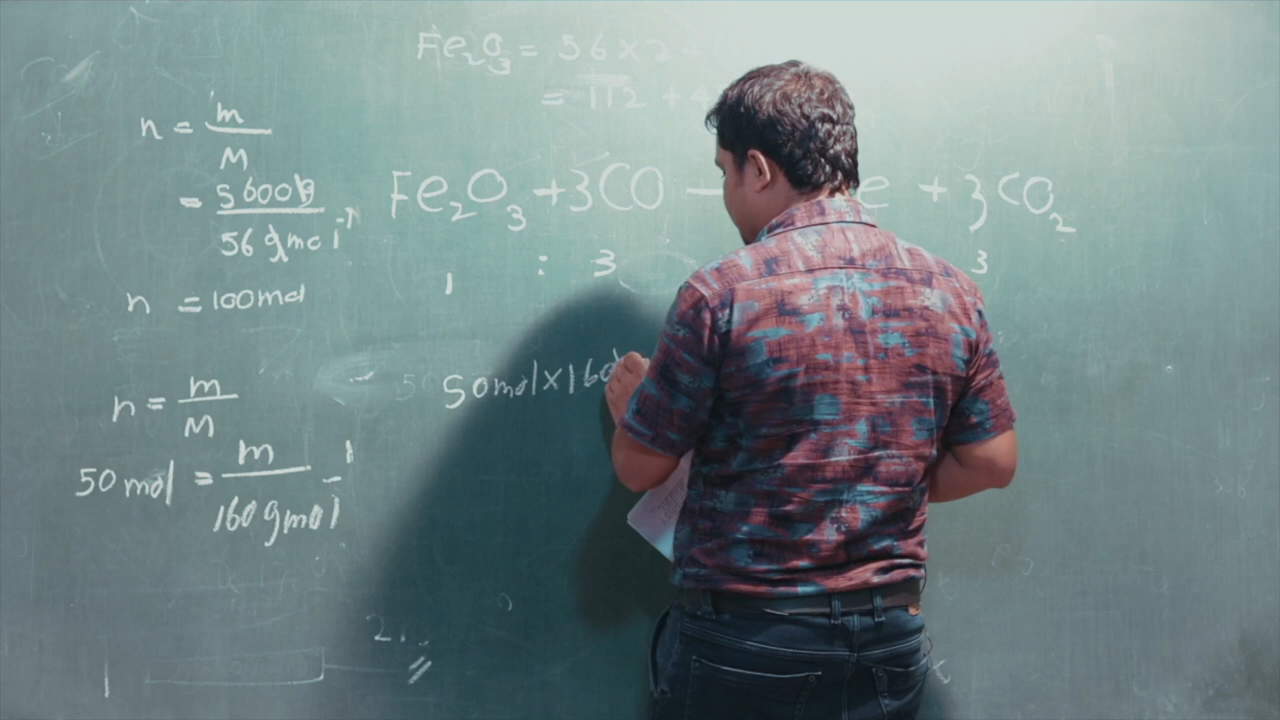 Fe₂O₃ = 56 × 2
= 112 + 4
n = m/M
= 5600g/56 gmol⁻¹
n = 100mol
Fe₂O₃ + 3CO – e + 3CO₂
1 : 3 3
n = m/M
50 mol = m/160 gmol⁻¹
50mol × 160